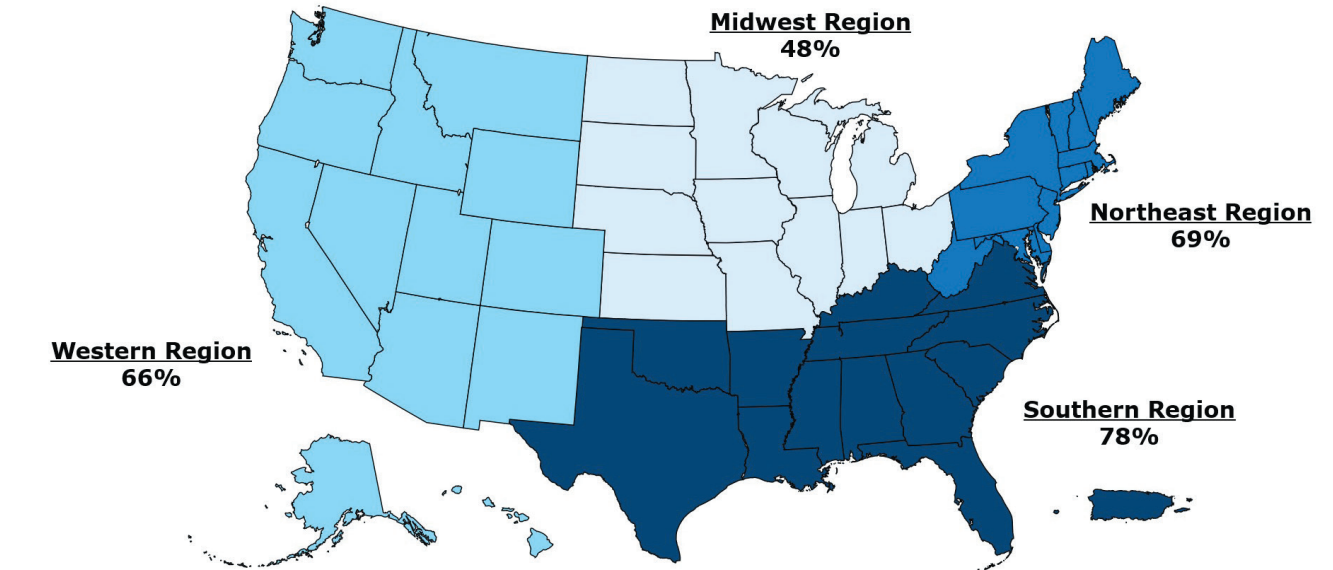 Midwest Region
48%
Northeast Region
69%
Western Region
66%
Southern Region
78%